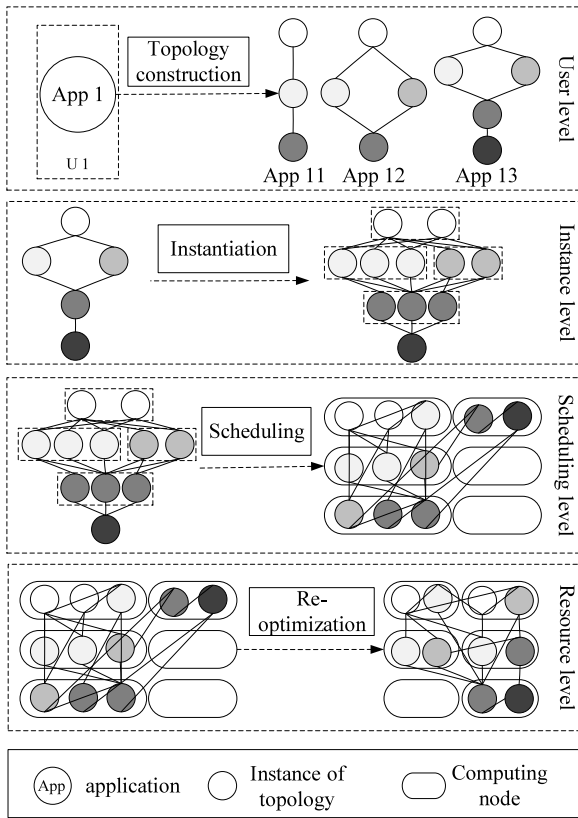 App 1
U 1
Topology
construction
App 11
App 12
App 13
User level
Instantiation
Instance level
Scheduling
Scheduling level
Re-
optimization
Resource level
App
application
Instance of
topology
Computing
node